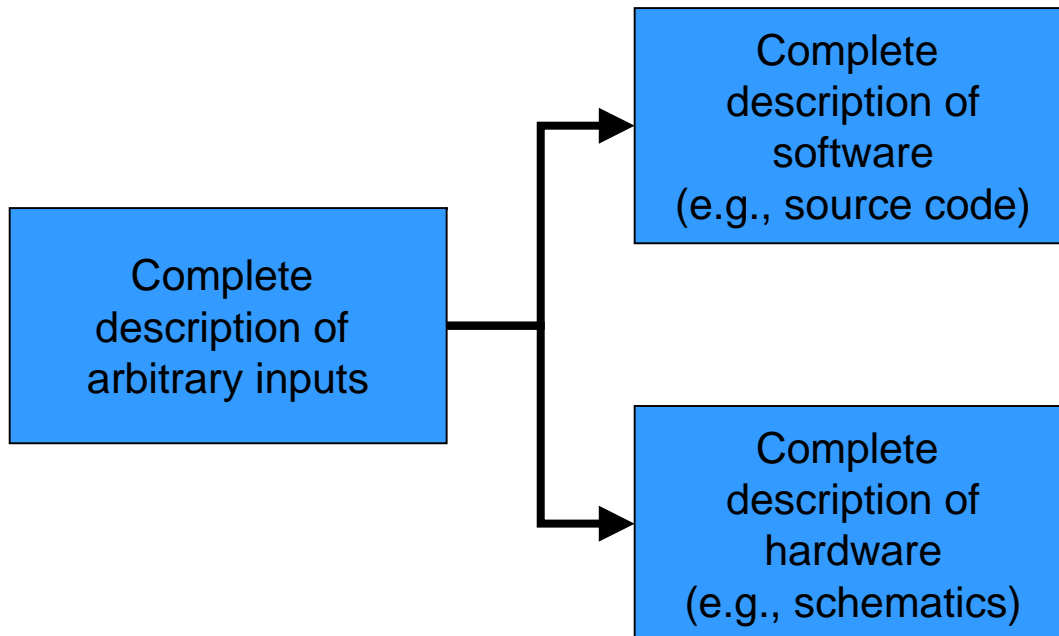 Complete
description of
software
(e.g., source code)
Complete
description of
arbitrary inputs
Complete
description of
hardware
(e.g., schematics)